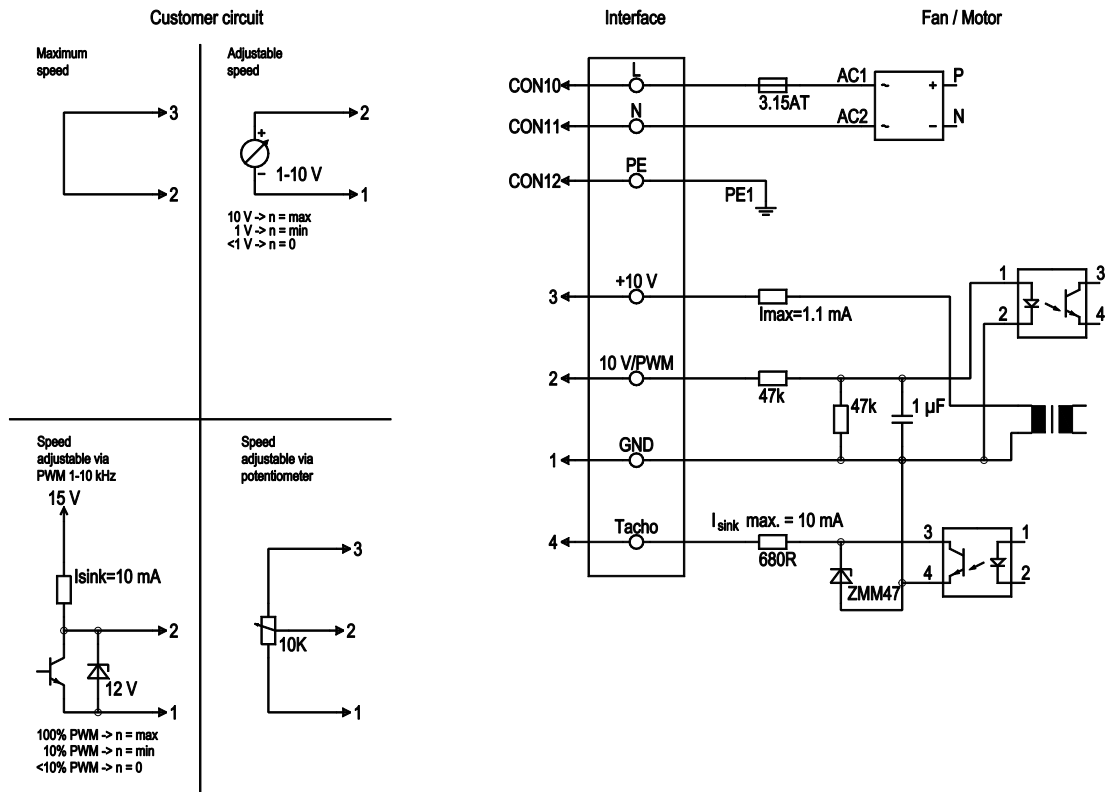 Customer circuit
Maximum
speed
3
2
Adjustable
speed
2
+
–
1-10 V
1
10 V -> n = max
1 V -> n = min
<1 V -> n = 0
Speed
adjustable via
PWM 1-10 kHz
15 V
Isink=10 mA
2
12 V
1
100% PWM -> n = max
10% PWM -> n = min
<10% PWM -> n = 0
Speed
adjustable via
potentiometer
3
2
10K
1
Interface
Fan / Motor
CON10
L
3.15AT
AC1
~
+
P
CON11
N
AC2
~
–
N
CON12
PE
PE1
3
+10 V
Imax=1.1 mA
1
2
3
4
2
10 V/PWM
47k
47k
1 µF
1
GND
4
Tacho
Isink max. = 10 mA
680R
ZMM47
3
4
1
2